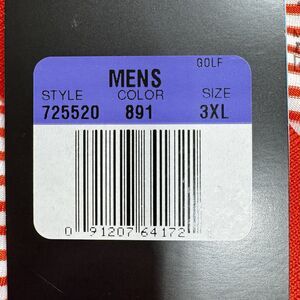 GOLF
MENS
STYLE COLOR SIZE
725520 891 3XL
0 91207 64172